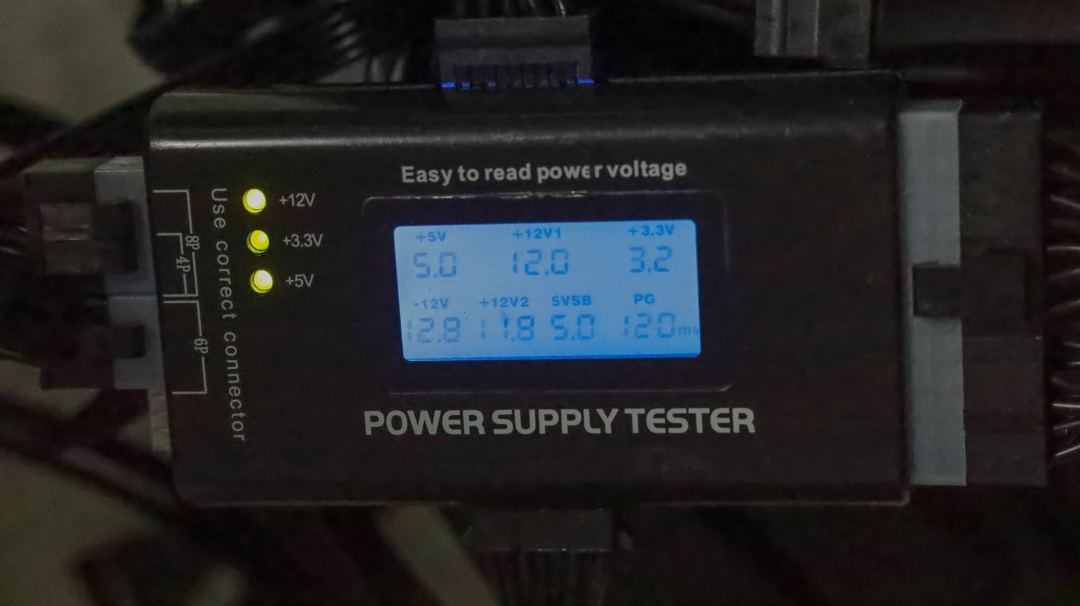 Easy to read power voltage
+12V
+3.3V
+5V
Use correct connector
8P
4P
6P
+5V +12V1 +3.3V
5.0 12.0 3.2
-12V +12V2 5VSB PG
12.8 11.8 5.0 120ms
POWER SUPPLY TESTER